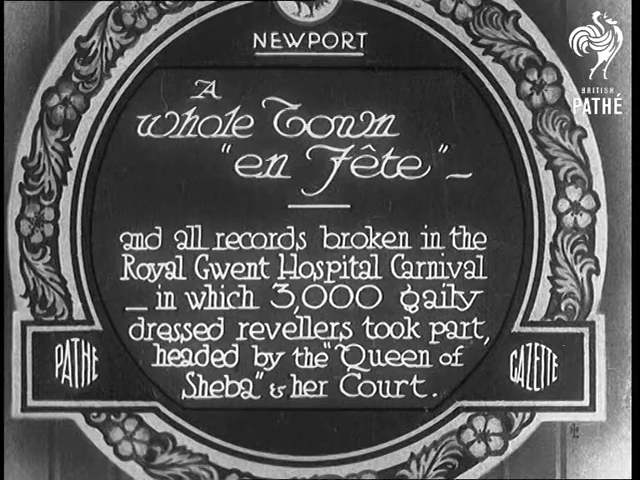 NEWPORT
BRITISH
PATHÉ
A
whole Town
"en Fête" —
and all records broken in the
Royal Gwent Hospital Carnival
— in which 3,000 gaily
dressed revellers took part,
headed by the "Queen of
Sheba" & her Court.
PATHE
GAZETTE